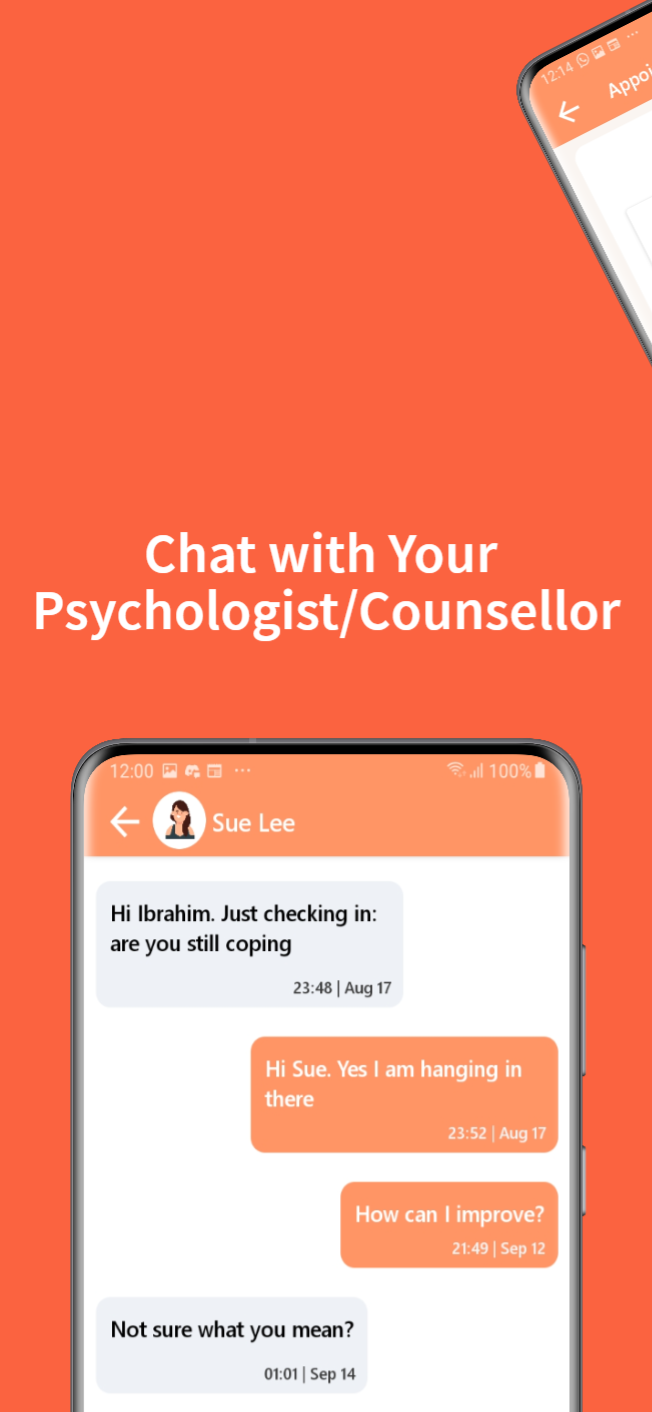 12:14
Appoi
Chat with Your
Psychologist/Counsellor
12:00
100%
Sue Lee
Hi Ibrahim. Just checking in:
are you still coping
23:48 | Aug 17
Hi Sue. Yes I am hanging in
there
23:52 | Aug 17
How can I improve?
21:49 | Sep 12
Not sure what you mean?
01:01 | Sep 14